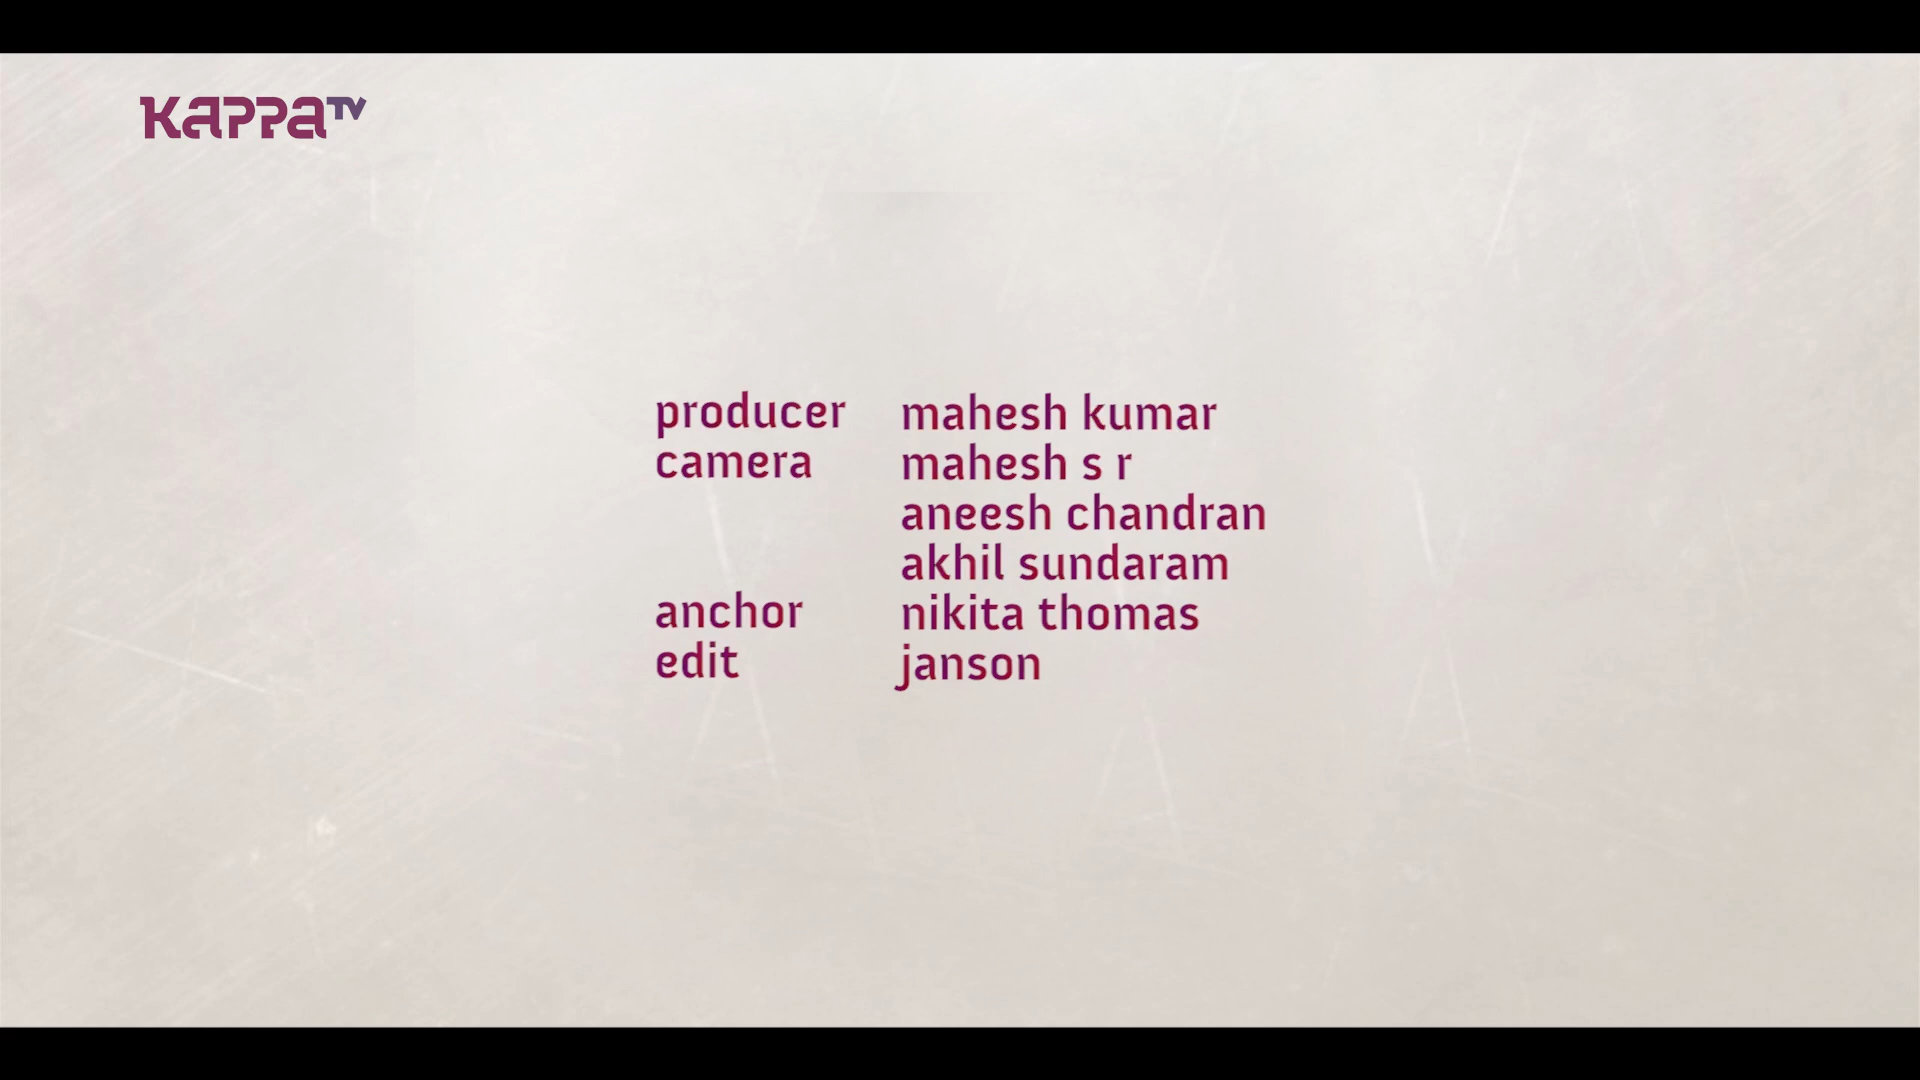 KAPPA TV
producer mahesh kumar
camera mahesh s r
aneesh chandran
akhil sundaram
anchor nikita thomas
edit janson